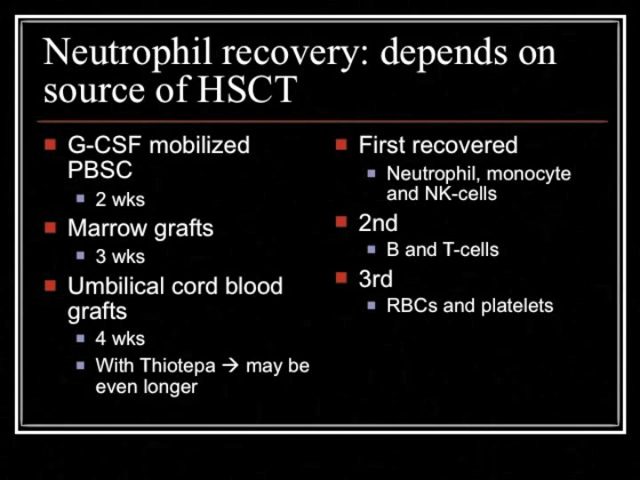 Neutrophil recovery: depends on
source of HSCT
G-CSF mobilized
PBSC
2 wks
Marrow grafts
3 wks
Umbilical cord blood
grafts
4 wks
With Thiotepa → may be
even longer
First recovered
Neutrophil, monocyte
and NK-cells
2nd
B and T-cells
3rd
RBCs and platelets